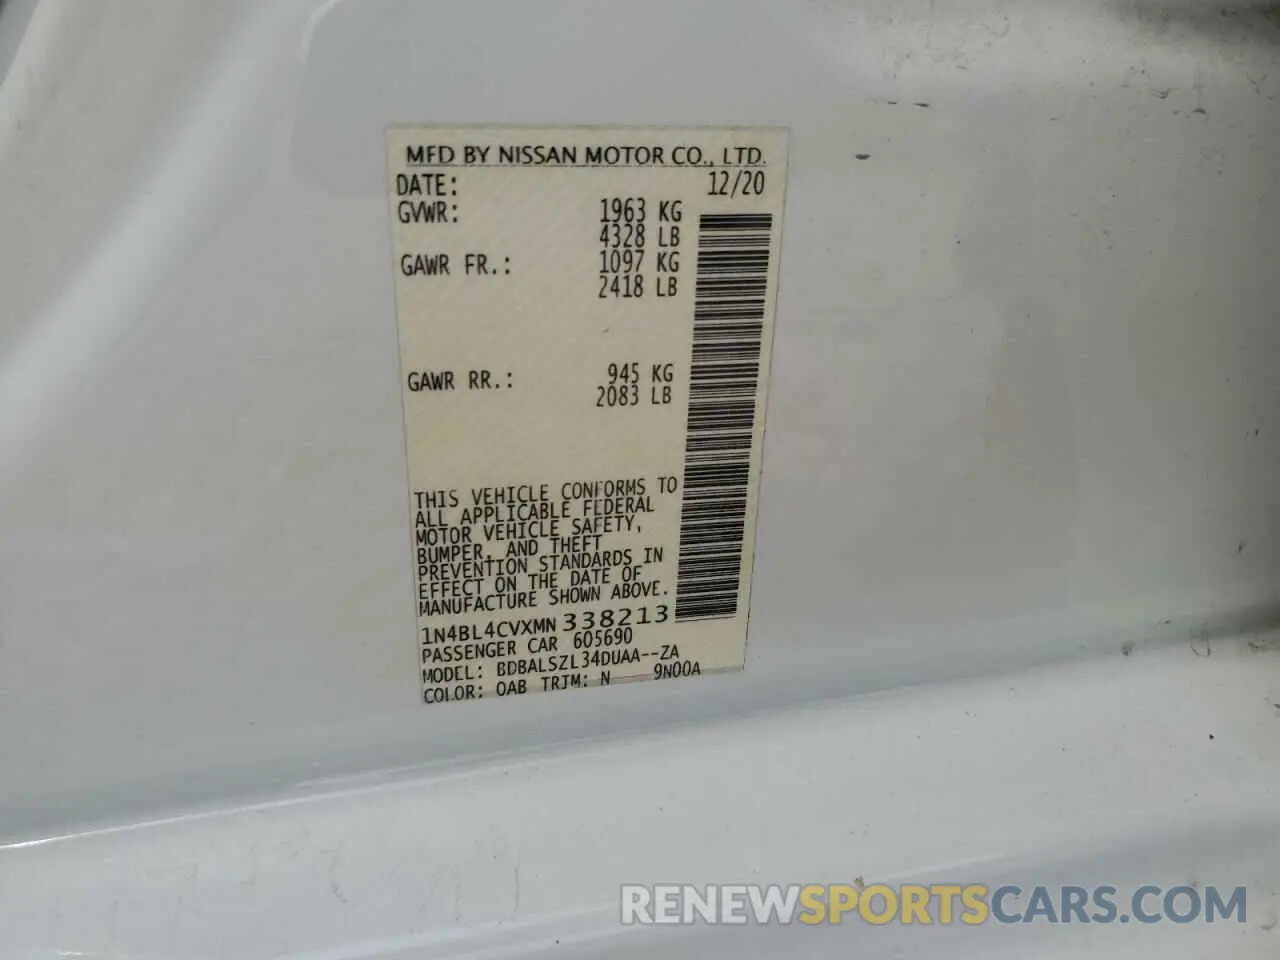 MFD BY NISSAN MOTOR CO., LTD.
DATE: 12/20
GVWR: 1963 KG
4328 LB
GAWR FR.: 1097 KG
2418 LB
GAWR RR.: 945 KG
2083 LB
THIS VEHICLE CONFORMS TO
ALL APPLICABLE FEDERAL
MOTOR VEHICLE SAFETY,
BUMPER, AND THEFT
PREVENTION STANDARDS IN
EFFECT ON THE DATE OF
MANUFACTURE SHOWN ABOVE.
1N4BL4CVXMN338213
PASSENGER CAR 605690
MODEL: BDBALSZL34DUAA--ZA
COLOR: QAB TRIM: N 9N00A
RENEWSPORTSCARS.COM